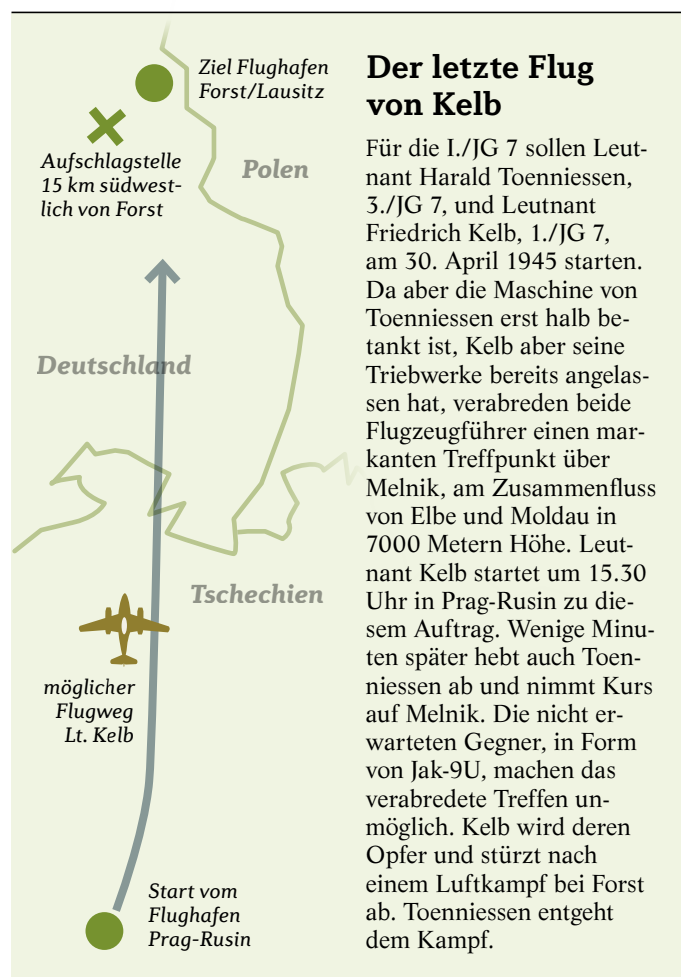 Ziel Flughafen
Forst/Lausitz
Aufschlagstelle
15 km südwest-
lich von Forst
Polen
Deutschland
Tschechien
möglicher
Flugweg
Lt. Kelb
Start vom
Flughafen
Prag-Rusin
Der letzte Flug
von Kelb
Für die I./JG 7 sollen Leut-
nant Harald Toenniessen,
3./JG 7, und Leutnant
Friedrich Kelb, 1./JG 7,
am 30. April 1945 starten.
Da aber die Maschine von
Toenniessen erst halb be-
tankt ist, Kelb aber seine
Triebwerke bereits angelas-
sen hat, verabreden beide
Flugzeugführer einen mar-
kanten Treffpunkt über
Melnik, am Zusammenfluss
von Elbe und Moldau in
7000 Metern Höhe. Leut-
nant Kelb startet um 15.30
Uhr in Prag-Rusin zu die-
sem Auftrag. Wenige Minu-
ten später hebt auch Toen-
niessen ab und nimmt Kurs
auf Melnik. Die nicht er-
warteten Gegner, in Form
von Jak-9U, machen das
verabredete Treffen un-
möglich. Kelb wird deren
Opfer und stürzt nach
einem Luftkampf bei Forst
ab. Toenniessen entgeht
dem Kampf.